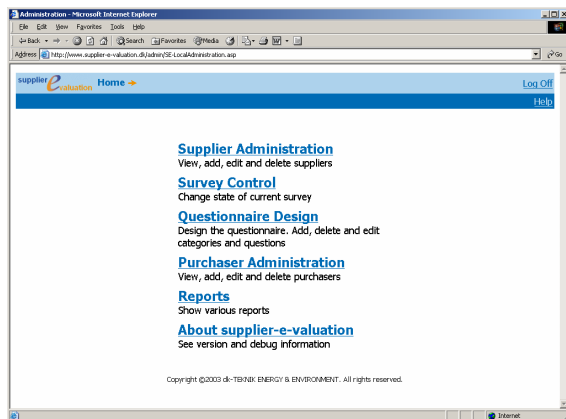 Administration - Microsoft Internet Explorer
File Edit View Favorites Tools Help
Back Search Favorites Media
Address http://www.supplier-e-valuation.dk/admin/SE-LocalAdministration.asp Go
supplier e valuation Home Log Off
Help
Supplier Administration
View, add, edit and delete suppliers
Survey Control
Change state of current survey
Questionnaire Design
Design the questionnaire. Add, delete and edit
categories and questions
Purchaser Administration
View, add, edit and delete purchasers
Reports
Show various reports
About supplier-e-valuation
See version and debug information
Copyright ©2003 dk-TEKNIK ENERGY & ENVIRONMENT. All rights reserved.
Internet